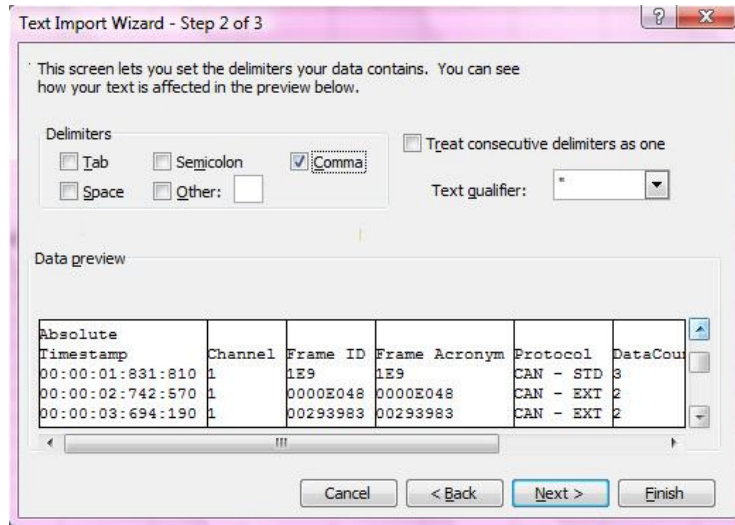 Text Import Wizard - Step 2 of 3
This screen lets you set the delimiters your data contains. You can see
how your text is affected in the preview below.
Delimiters
Tab Semicolon Comma
Space Other:
Treat consecutive delimiters as one
Text qualifier: "
Data preview
Absolute
Timestamp Channel Frame ID Frame Acronym Protocol DataCou
00:00:01:831:810 1 1E9 1E9 CAN - STD 3
00:00:02:742:570 1 0000E048 0000E048 CAN - EXT 2
00:00:03:694:190 1 00293983 00293983 CAN - EXT 2
Cancel < Back Next > Finish